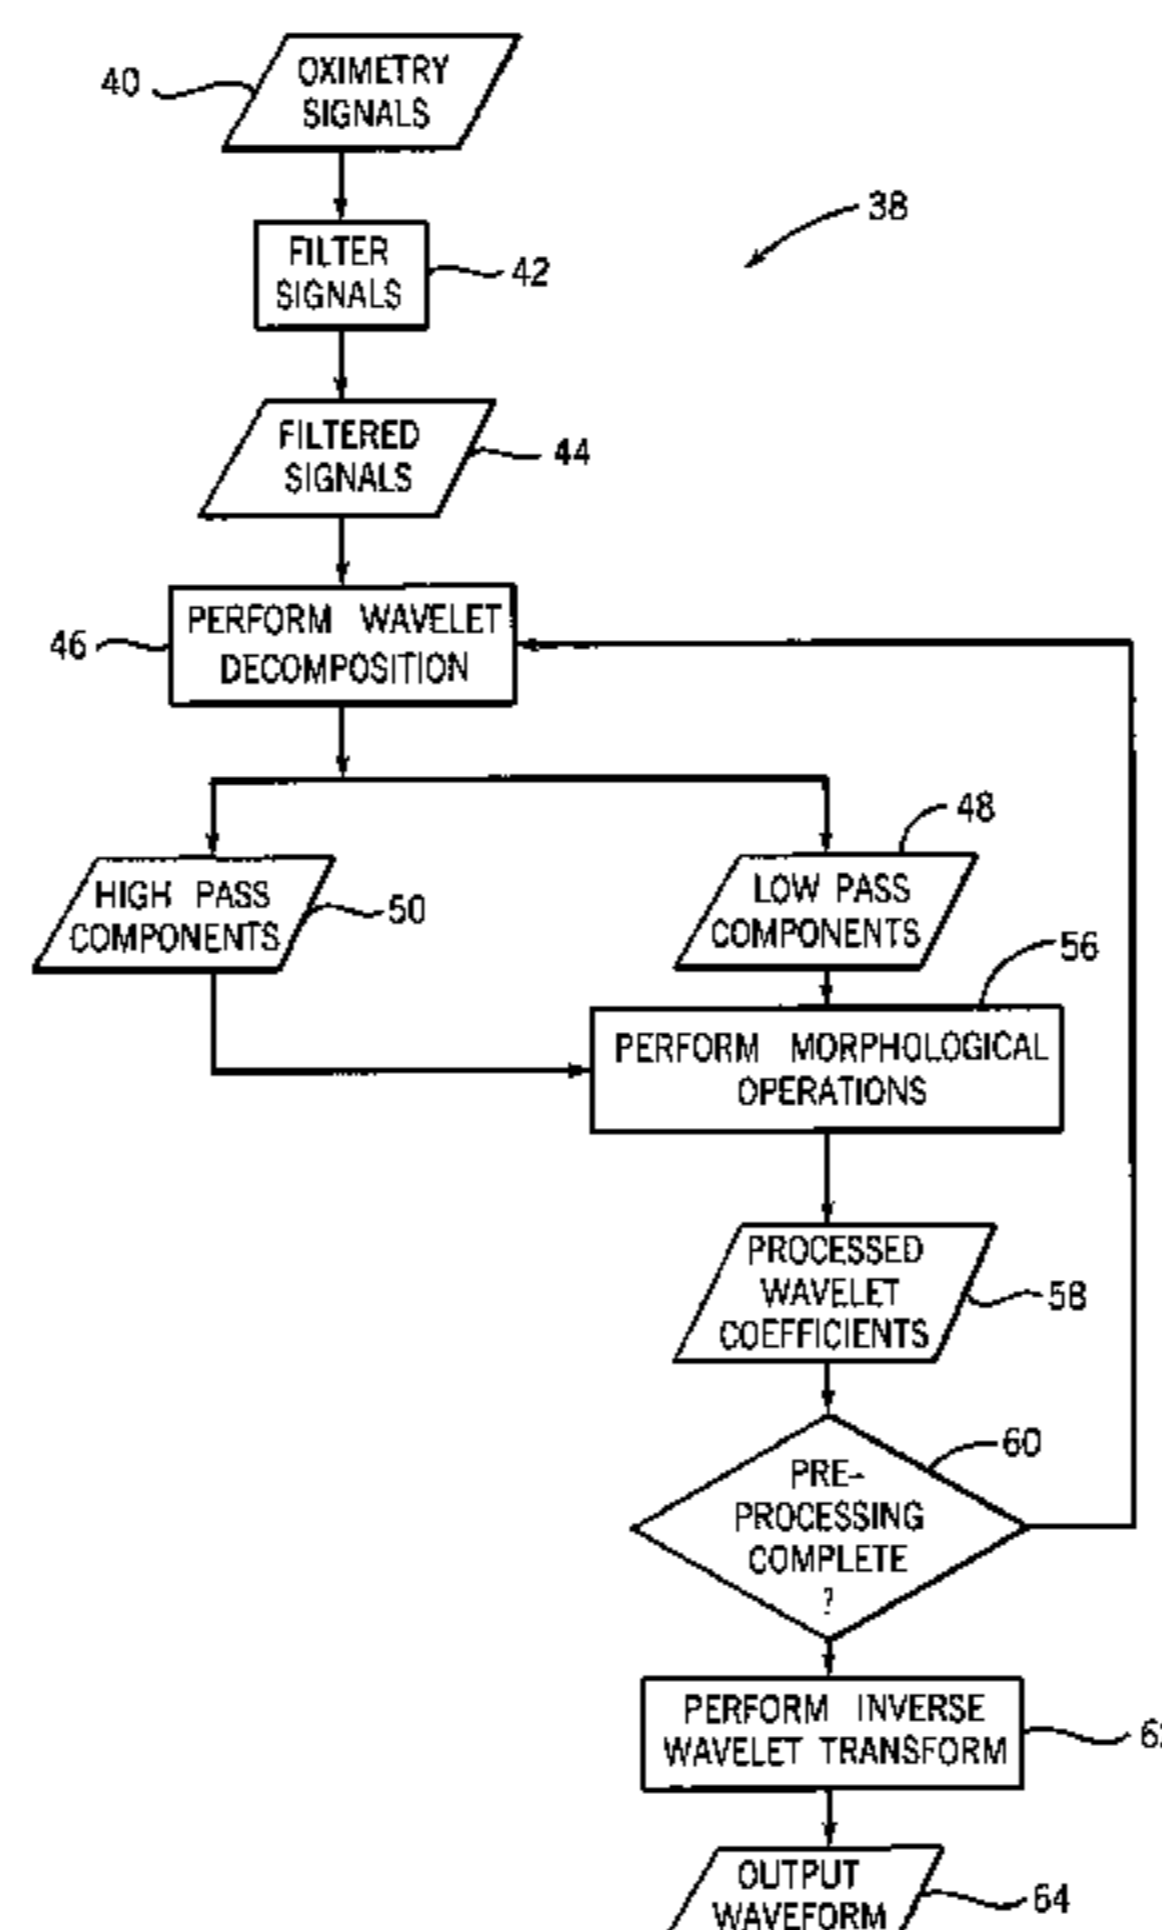 OXIMETRY
SIGNALS
40
38
FILTER
SIGNALS
42
FILTERED
SIGNALS
44
PERFORM WAVELET
DECOMPOSITION
46
48
HIGH PASS
COMPONENTS
50
LOW PASS
COMPONENTS
56
PERFORM MORPHOLOGICAL
OPERATIONS
PROCESSED
WAVELET
COEFFICIENTS
58
60
PRE-
PROCESSING
COMPLETE
?
PERFORM INVERSE
WAVELET TRANSFORM
OUTPUT
WAVEFORM
64